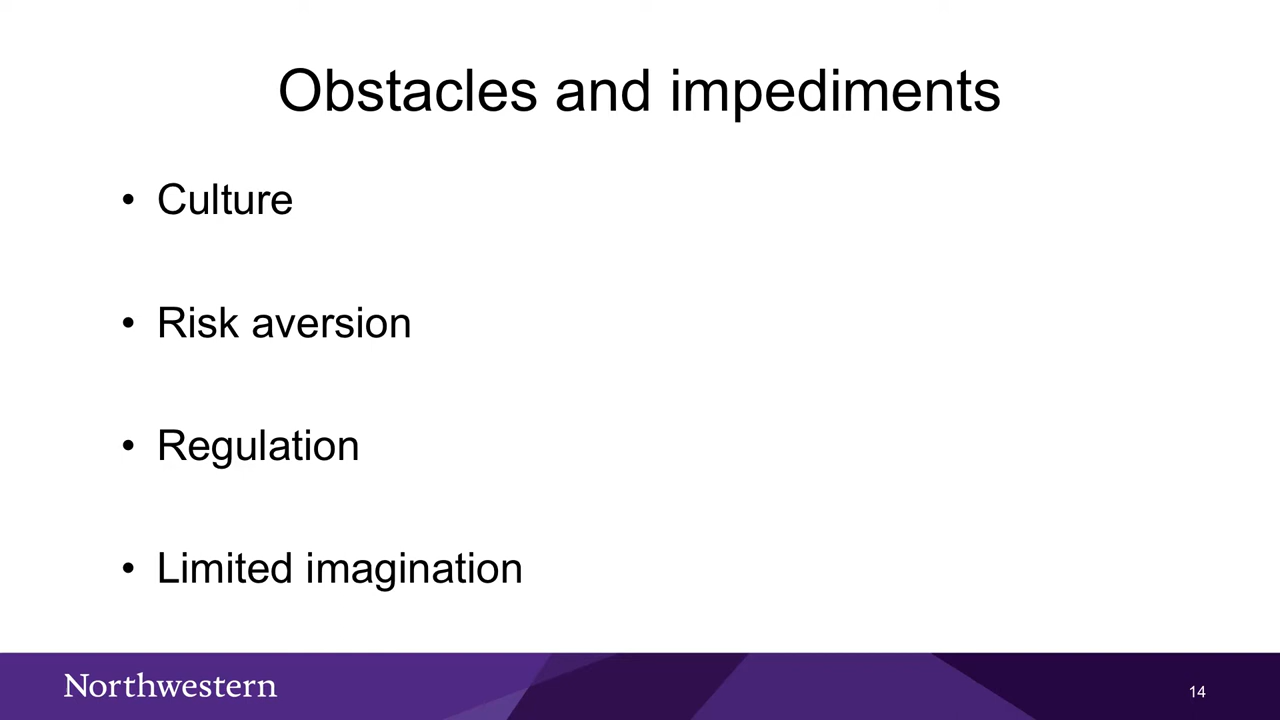 Obstacles and impediments
• Culture
• Risk aversion
• Regulation
• Limited imagination
Northwestern
14